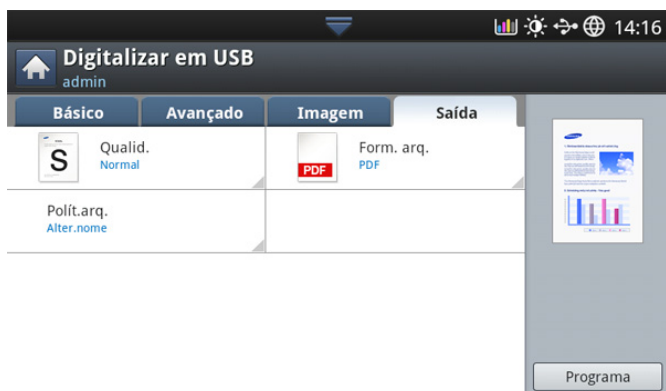 14:16
Digitalizar em USB
admin
Básico
Avançado
Imagem
Saída
S
Qualid.
Normal
PDF
Form. arq.
PDF
Polít.arq.
Alter.nome
Programa